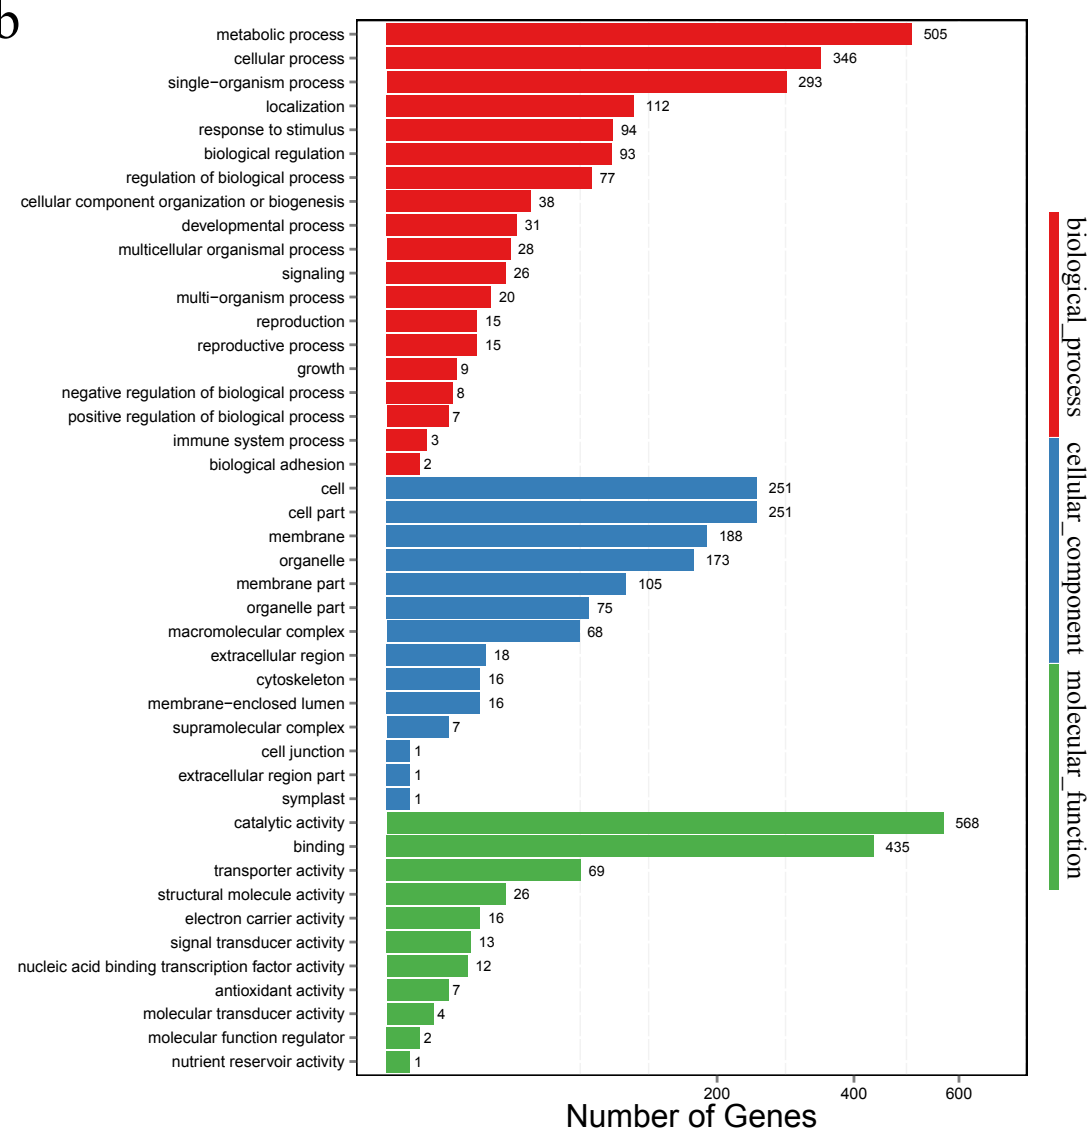 b
metabolic process 505
cellular process 346
single−organism process 293
localization 112
response to stimulus 94
biological regulation 93
regulation of biological process 77
cellular component organization or biogenesis 38
developmental process 31
multicellular organismal process 28
signaling 26
multi−organism process 20
reproduction 15
reproductive process 15
growth 9
negative regulation of biological process 8
positive regulation of biological process 7
immune system process 3
biological adhesion 2
cell 251
cell part 251
membrane 188
organelle 173
membrane part 105
organelle part 75
macromolecular complex 68
extracellular region 18
cytoskeleton 16
membrane−enclosed lumen 16
supramolecular complex 7
cell junction 1
extracellular region part 1
symplast 1
catalytic activity 568
binding 435
transporter activity 69
structural molecule activity 26
electron carrier activity 16
signal transducer activity 13
nucleic acid binding transcription factor activity 12
antioxidant activity 7
molecular transducer activity 4
molecular function regulator 2
nutrient reservoir activity 1
200 400 600
Number of Genes
biological_process
cellular_component
molecular_function